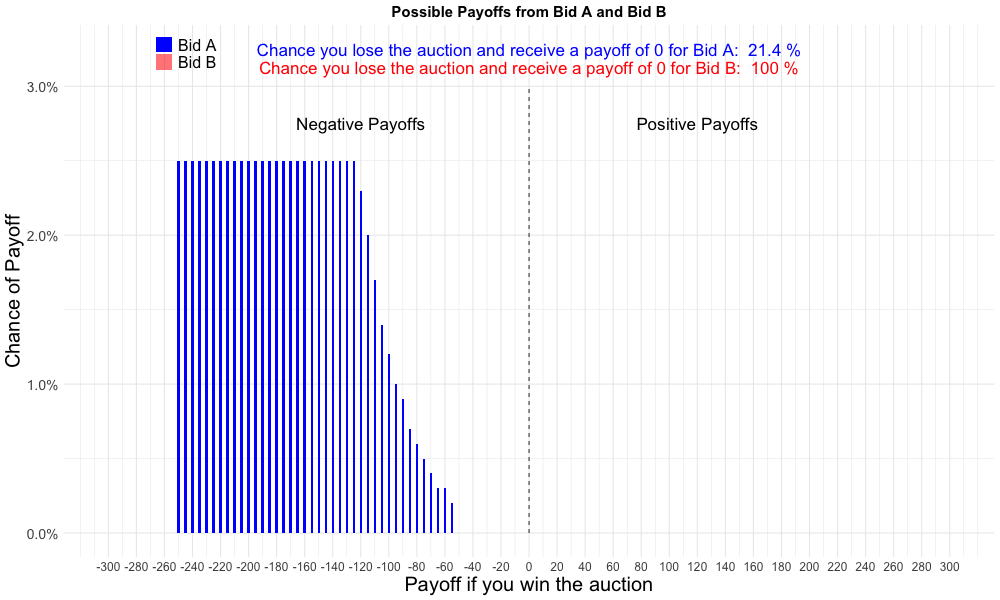 Possible Payoffs from Bid A and Bid B
Bid A
Bid B
Chance you lose the auction and receive a payoff of 0 for Bid A:  21.4 %
Chance you lose the auction and receive a payoff of 0 for Bid B:  100 %
Negative Payoffs
Positive Payoffs
Chance of Payoff
3.0%
2.0%
1.0%
0.0%
-300 -280 -260 -240 -220 -200 -180 -160 -140 -120 -100 -80 -60 -40 -20 0 20 40 60 80 100 120 140 160 180 200 220 240 260 280 300
Payoff if you win the auction